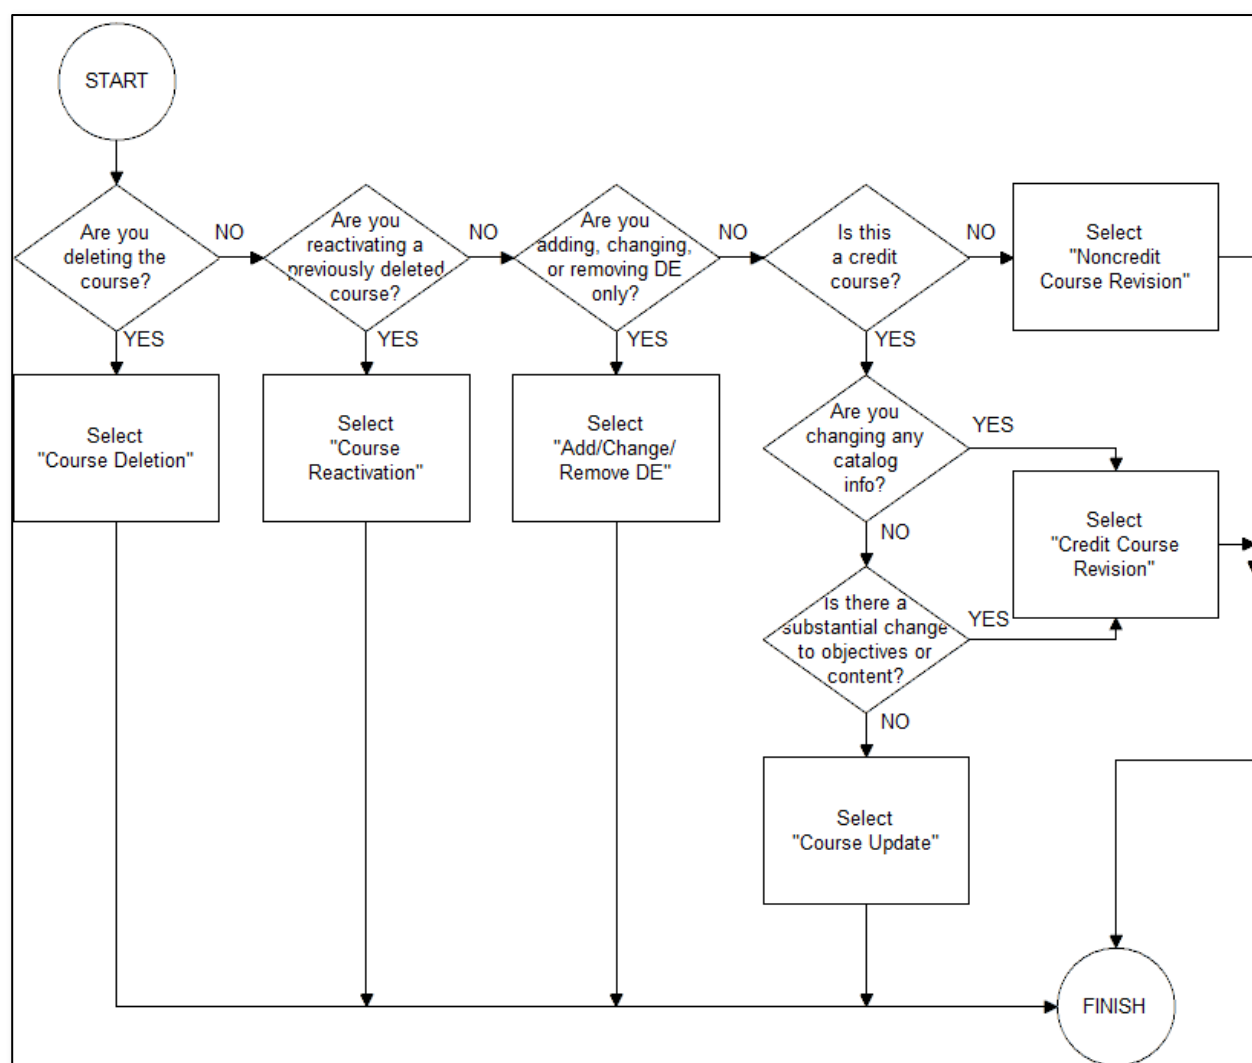 START
Are you
deleting the
course?
NO
Are you
reactivating a
previously deleted
course?
NO
Are you
adding, changing,
or removing DE
only?
NO
Is this
a credit
course?
NO
Select
"Noncredit
Course Revision"
YES
YES
YES
YES
Select
"Course Deletion"
Select
"Course
Reactivation"
Select
"Add/Change/
Remove DE"
Are you
changing any
catalog
info?
YES
Select
"Credit Course
Revision"
NO
Is there a
substantial change
to objectives or
content?
YES
NO
Select
"Course Update"
FINISH